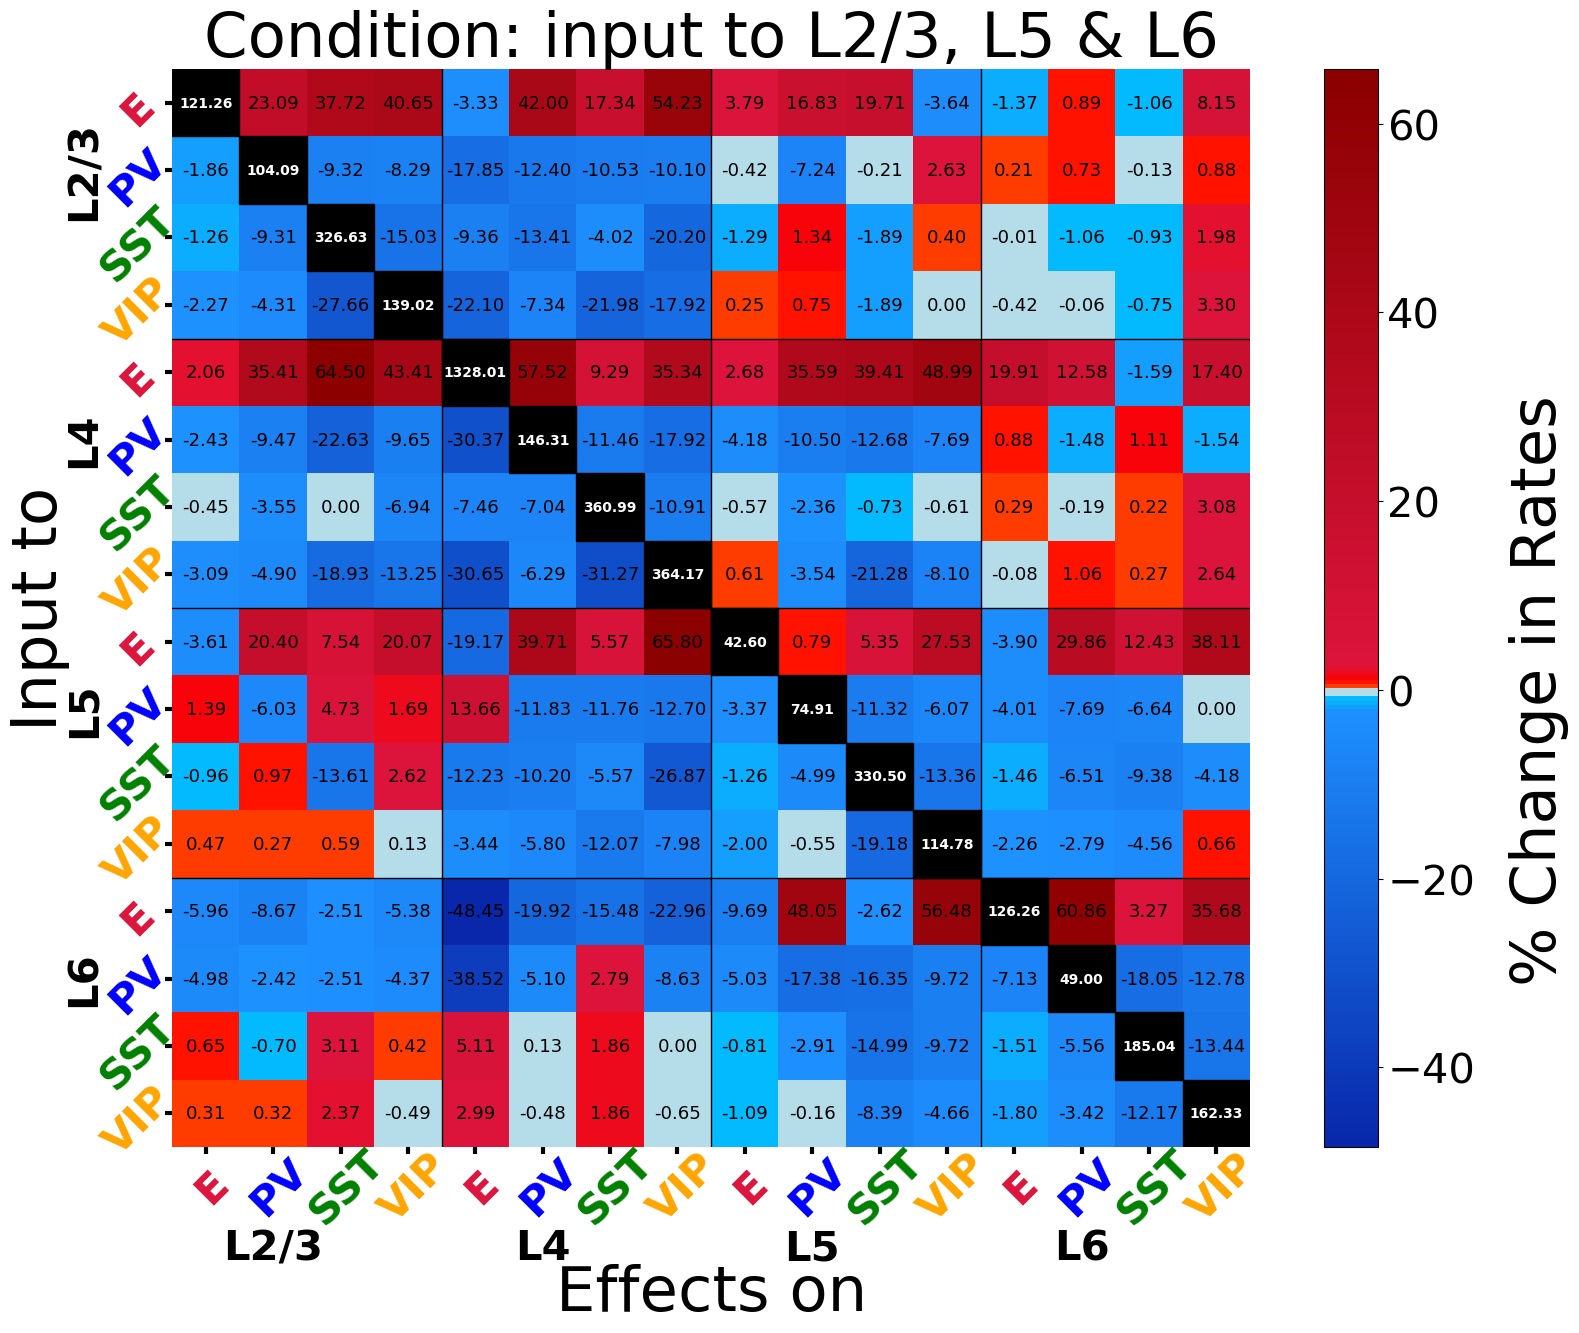 Condition: input to L2/3, L5 & L6
E 121.26 23.09 37.72 40.65 -3.33 42.00 17.34 54.23 3.79 16.83 19.71 -3.64 -1.37 0.89 -1.06 8.15
PV -1.86 104.09 -9.32 -8.29 -17.85 -12.40 -10.53 -10.10 -0.42 -7.24 -0.21 2.63 0.21 0.73 -0.13 0.88
L2/3
SST -1.26 -9.31 326.63 -15.03 -9.36 -13.41 -4.02 -20.20 -1.29 1.34 -1.89 0.40 -0.01 -1.06 -0.93 1.98
VIP -2.27 -4.31 -27.66 139.02 -22.10 -7.34 -21.98 -17.92 0.25 0.75 -1.89 0.00 -0.42 -0.06 -0.75 3.30
E 2.06 35.41 64.50 43.41 1328.01 57.52 9.29 35.34 2.68 35.59 39.41 48.99 19.91 12.58 -1.59 17.40
PV -2.43 -9.47 -22.63 -9.65 -30.37 146.31 -11.46 -17.92 -4.18 -10.50 -12.68 -7.69 0.88 -1.48 1.11 -1.54
L4
SST -0.45 -3.55 0.00 -6.94 -7.46 -7.04 360.99 -10.91 -0.57 -2.36 -0.73 -0.61 0.29 -0.19 0.22 3.08
VIP -3.09 -4.90 -18.93 -13.25 -30.65 -6.29 -31.27 364.17 0.61 -3.54 -21.28 -8.10 -0.08 1.06 0.27 2.64
Input to
E -3.61 20.40 7.54 20.07 -19.17 39.71 5.57 65.80 42.60 0.79 5.35 27.53 -3.90 29.86 12.43 38.11
PV 1.39 -6.03 4.73 1.69 13.66 -11.83 -11.76 -12.70 -3.37 74.91 -11.32 -6.07 -4.01 -7.69 -6.64 0.00
L5
SST -0.96 0.97 -13.61 2.62 -12.23 -10.20 -5.57 -26.87 -1.26 -4.99 330.50 -13.36 -1.46 -6.51 -9.38 -4.18
VIP 0.47 0.27 0.59 0.13 -3.44 -5.80 -12.07 -7.98 -2.00 -0.55 -19.18 114.78 -2.26 -2.79 -4.56 0.66
E -5.96 -8.67 -2.51 -5.38 -48.45 -19.92 -15.48 -22.96 -9.69 48.05 -2.62 56.48 126.26 60.86 3.27 35.68
PV -4.98 -2.42 -2.51 -4.37 -38.52 -5.10 2.79 -8.63 -5.03 -17.38 -16.35 -9.72 -7.13 49.00 -18.05 -12.78
L6
SST 0.65 -0.70 3.11 0.42 5.11 0.13 1.86 0.00 -0.81 -2.91 -14.99 -9.72 -1.51 -5.56 185.04 -13.44
VIP 0.31 0.32 2.37 -0.49 2.99 -0.48 1.86 -0.65 -1.09 -0.16 -8.39 -4.66 -1.80 -3.42 -12.17 162.33
E PV SST VIP E PV SST VIP E PV SST VIP E PV SST VIP
L2/3 L4 L5 L6
Effects on
60
40
20
0
−20
−40
% Change in Rates